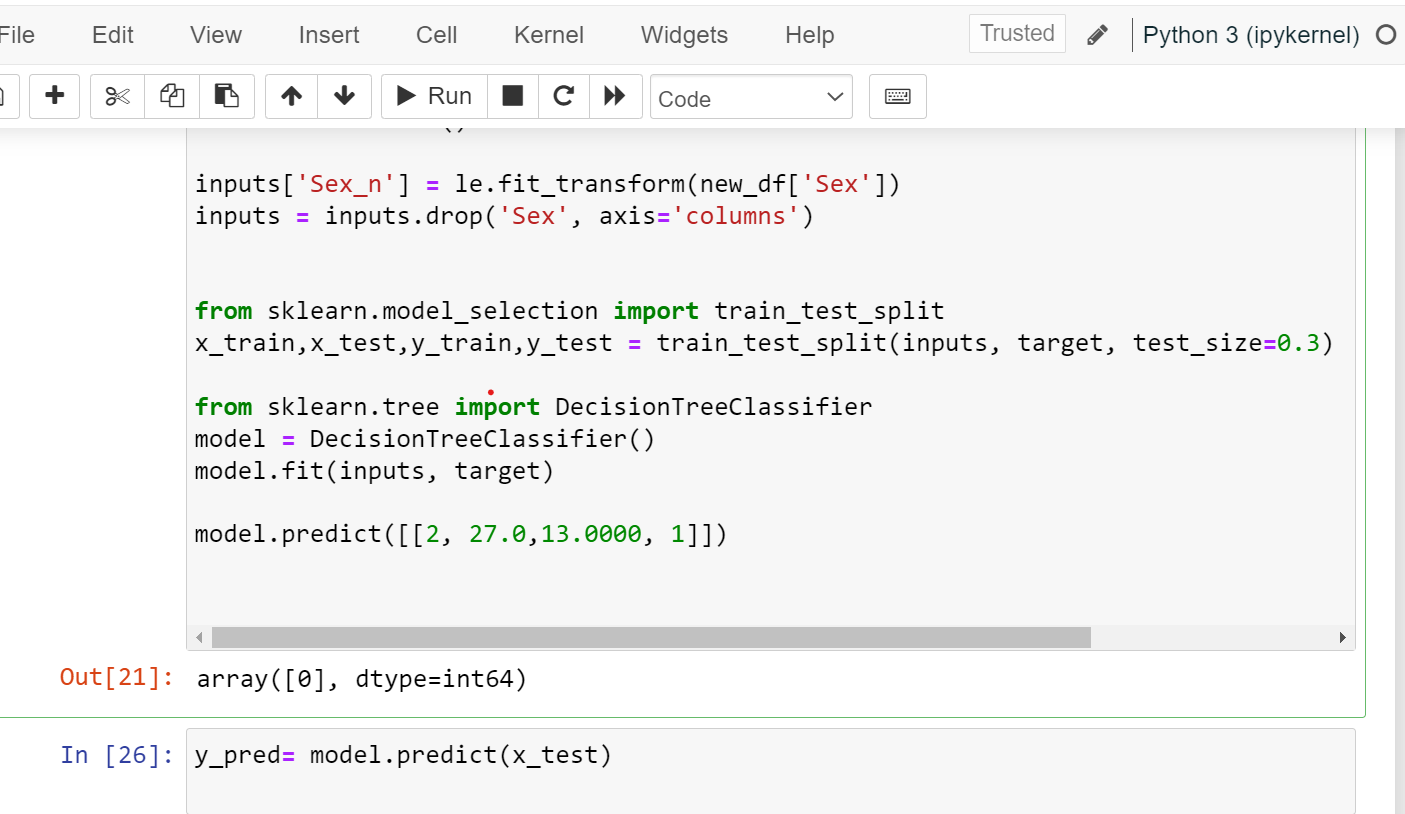 File Edit View Insert Cell Kernel Widgets Help Trusted Python 3 (ipykernel)
Run Code
inputs['Sex_n'] = le.fit_transform(new_df['Sex'])
inputs = inputs.drop('Sex', axis='columns')
from sklearn.model_selection import train_test_split
x_train,x_test,y_train,y_test = train_test_split(inputs, target, test_size=0.3)
from sklearn.tree import DecisionTreeClassifier
model = DecisionTreeClassifier()
model.fit(inputs, target)
model.predict([[2, 27.0,13.0000, 1]])
Out[21]: array([0], dtype=int64)
In [26]: y_pred= model.predict(x_test)